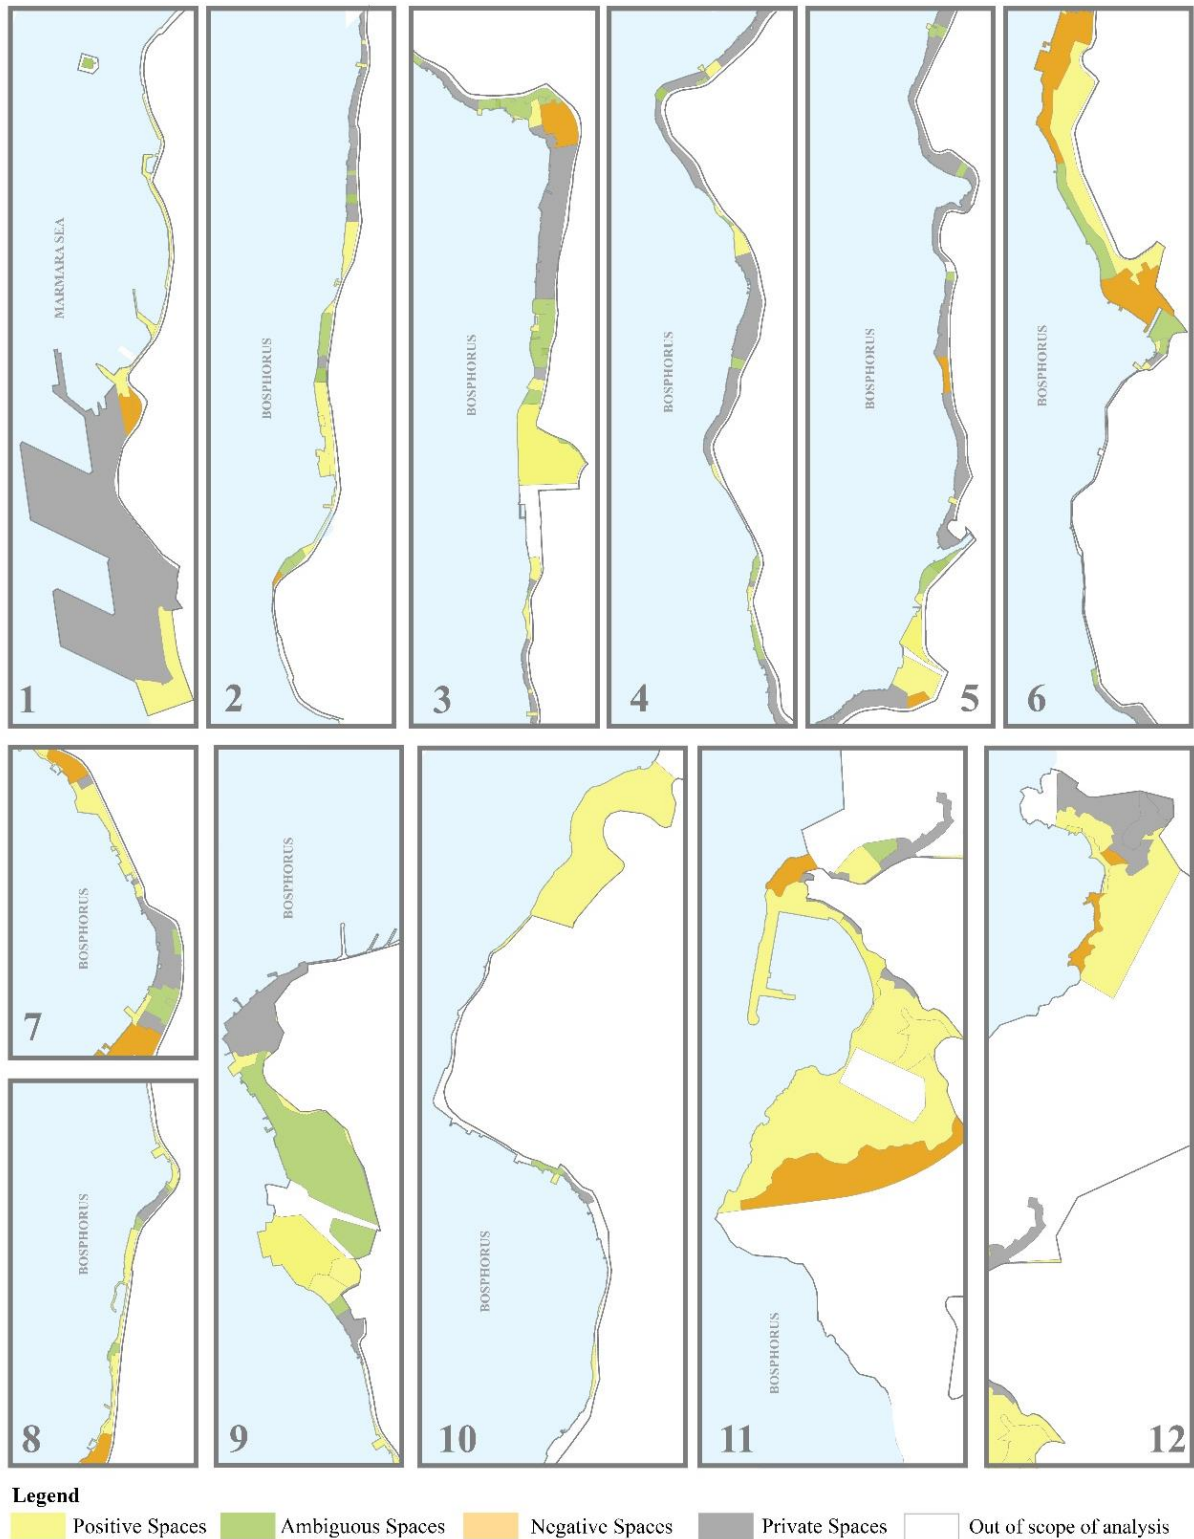 MARMARA SEA
1
BOSPHORUS
2
BOSPHORUS
3
BOSPHORUS
4
BOSPHORUS
5
BOSPHORUS
6
BOSPHORUS
7
BOSPHORUS
8
BOSPHORUS
9
BOSPHORUS
10
BOSPHORUS
11
12
Legend
Positive Spaces Ambiguous Spaces Negative Spaces Private Spaces Out of scope of analysis